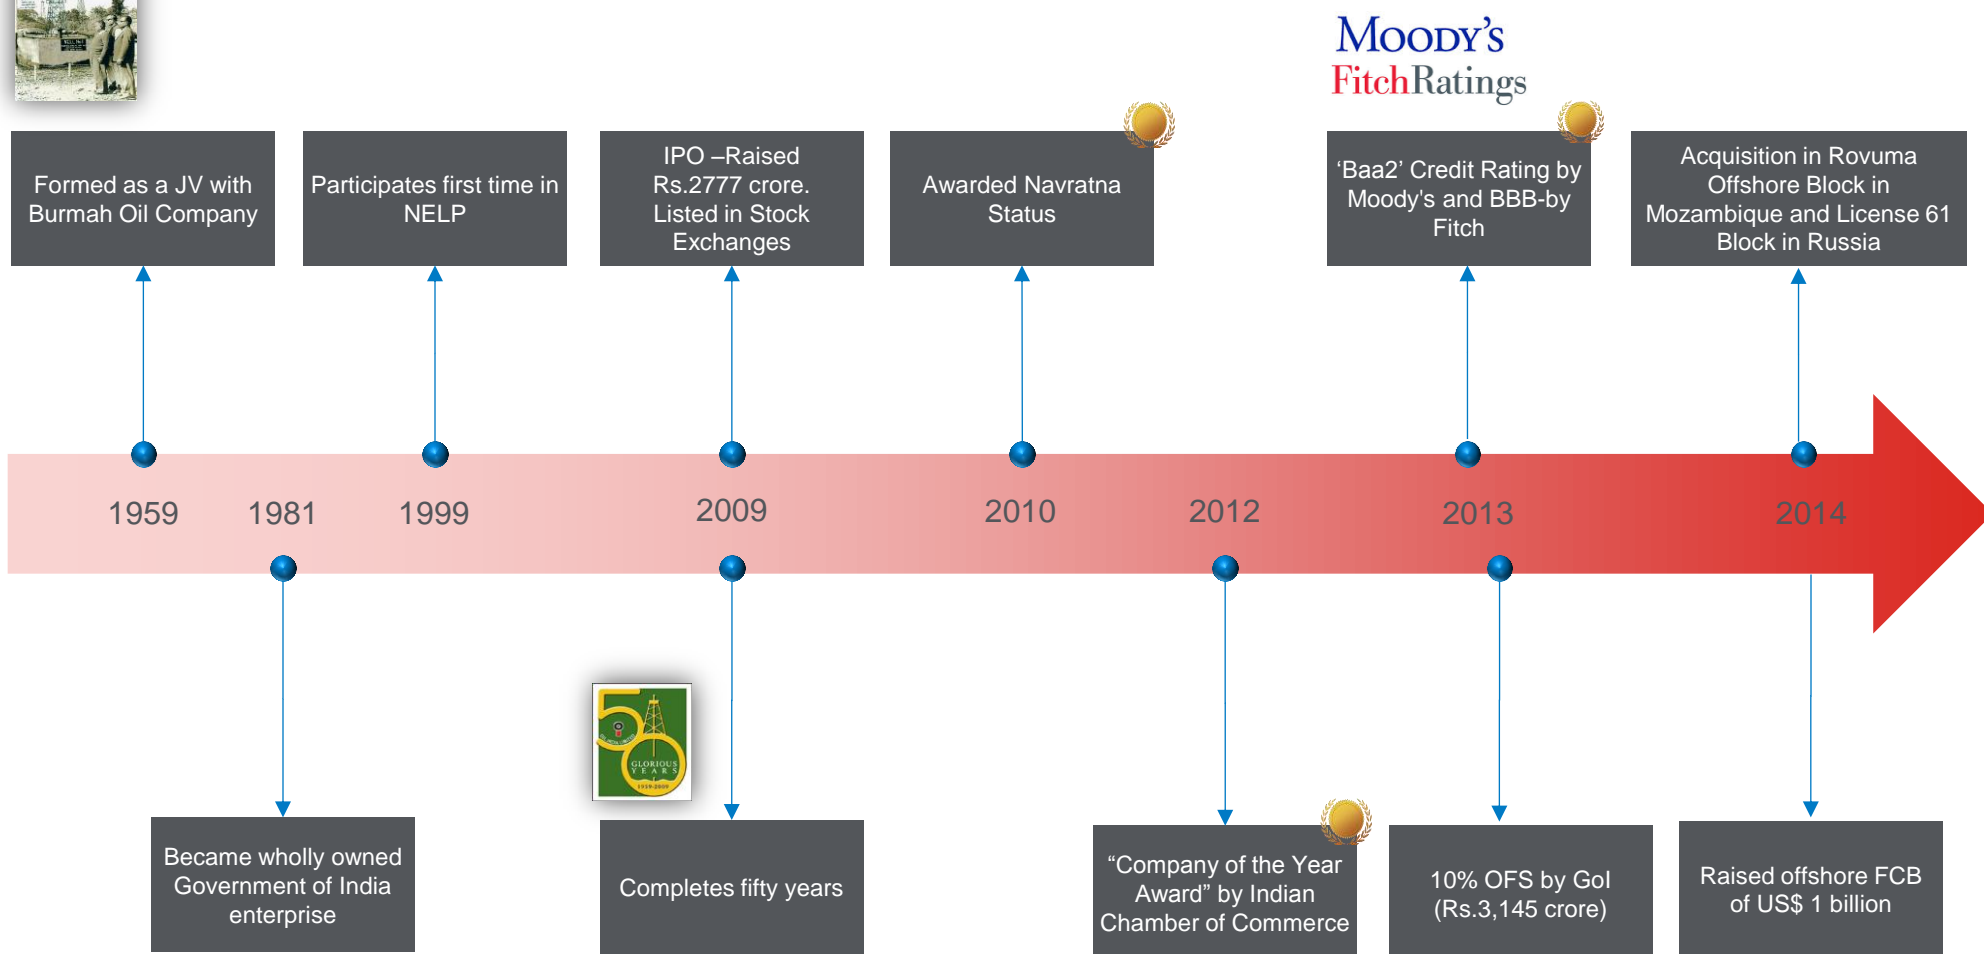 MOODY'S
FitchRatings
Formed as a JV with
Burmah Oil Company
Participates first time in
NELP
IPO –Raised
Rs.2777 crore.
Listed in Stock
Exchanges
Awarded Navratna
Status
‘Baa2’ Credit Rating by
Moody's and BBB-by
Fitch
Acquisition in Rovuma
Offshore Block in
Mozambique and License 61
Block in Russia
1959
1981
1999
2009
2010
2012
2013
2014
50
GLORIOUS
YEARS
1959-2009
Became wholly owned
Government of India
enterprise
Completes fifty years
“Company of the Year
Award” by Indian
Chamber of Commerce
10% OFS by GoI
(Rs.3,145 crore)
Raised offshore FCB
of US$ 1 billion